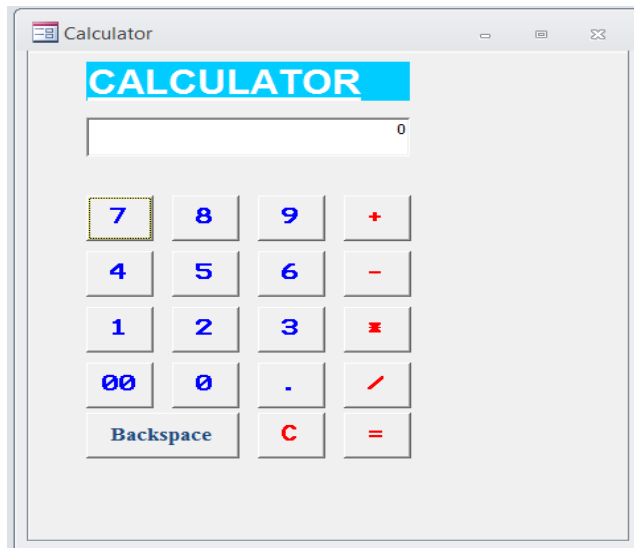 Calculator
CALCULATOR
0
7 8 9 +
4 5 6 -
1 2 3 *
00 0 . /
Backspace C =